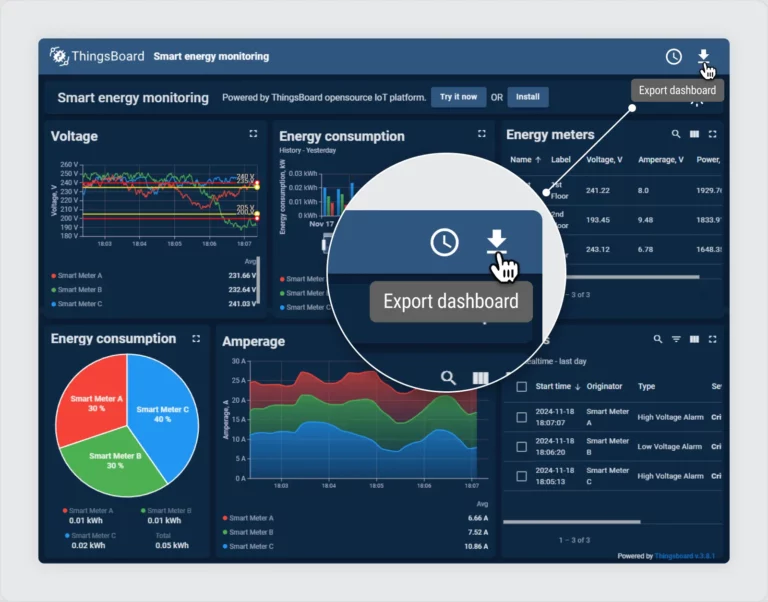 ThingsBoard Smart energy monitoring
Export dashboard
Smart energy monitoring Powered by ThingsBoard opensource IoT platform. Try it now OR Install
Voltage
260 V
250 V
240 V
230 V
220 V
210 V
200 V
190 V
180 V
Voltage, V
240 V
235 V
205 V
200 V
18:03 18:04 18:05 18:06 18:07
Avg
Smart Meter A 231.66 V
Smart Meter B 232.64 V
Smart Meter C 241.03 V
Energy consumption
History - Yesterday
Energy consumption, kW
0.03 kWh
0.02 kWh
0.01 kWh
0 kWh
Nov 17
Smart Meter
Smart Meter
Smart Meter
Energy meters
Name Label Voltage, V Amperage, V Power,
1st Floor 241.22 8.0 1929.7
2nd Floor 193.45 9.48 1833.9
243.12 6.78 1648.3
– 3 of 3
Export dashboard
Energy consumption
Smart Meter A
30 %
Smart Meter C
40 %
Smart Meter B
30 %
Smart Meter A
0.01 kWh
Smart Meter B
0.01 kWh
Smart Meter C
0.02 kWh
Total
0.05 kWh
Amperage
30 A
25 A
20 A
15 A
10 A
5 A
0 A
Amperage, A
18:03 18:04 18:05 18:06 18:07
Avg
Smart Meter A 6.66 A
Smart Meter B 7.52 A
Smart Meter C 10.86 A
ealtime - last day
Start time Originator Type Se
2024-11-18 18:07:07 Smart Meter A High Voltage Alarm Cri
2024-11-18 18:06:20 Smart Meter B Low Voltage Alarm Cri
2024-11-18 18:05:13 Smart Meter C High Voltage Alarm Cri
1 – 3 of 3
Powered by Thingsboard v.3.8.1